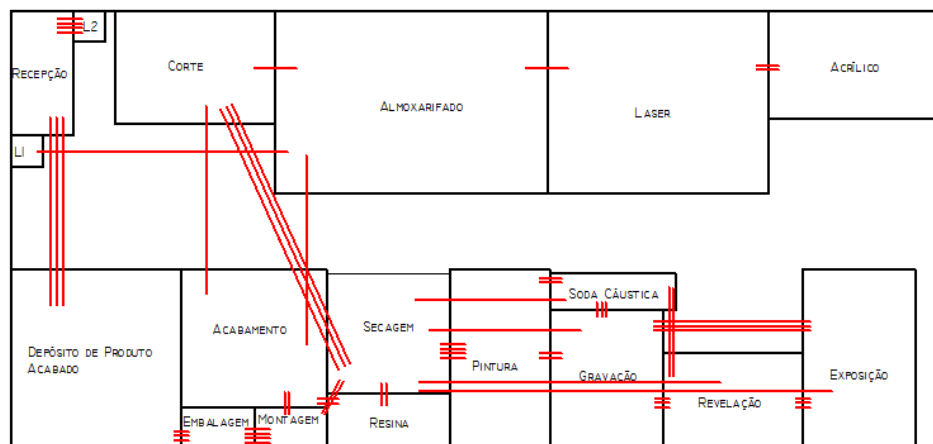 L2
Corte
Recepção
Acrílico
Almoxarifado
Laser
L1
Soda Cáustica
Acabamento
Secagem
Depósito de Produto
Acabado
Pintura
Gravação
Exposição
Revelação
Embalagem
Montagem
Resina